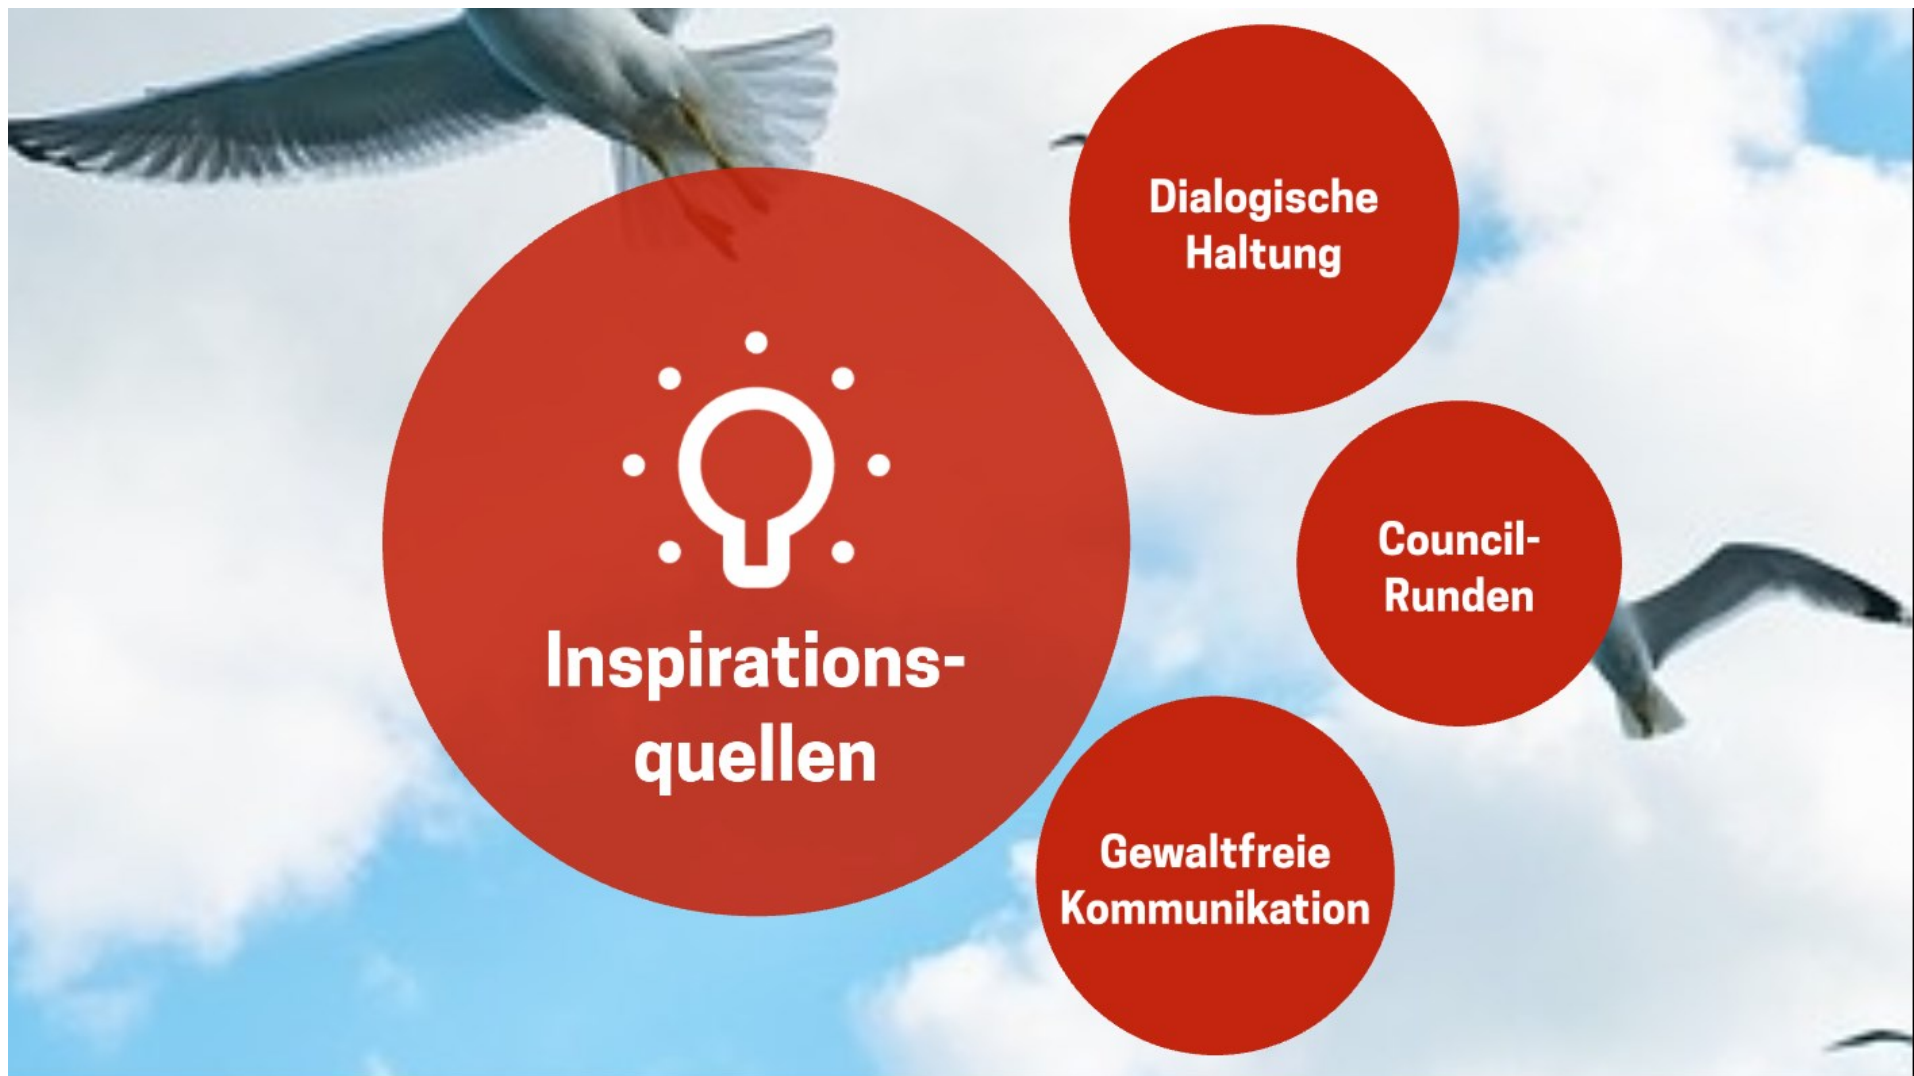 Inspirations-
quellen
Dialogische
Haltung
Council-
Runden
Gewaltfreie
Kommunikation